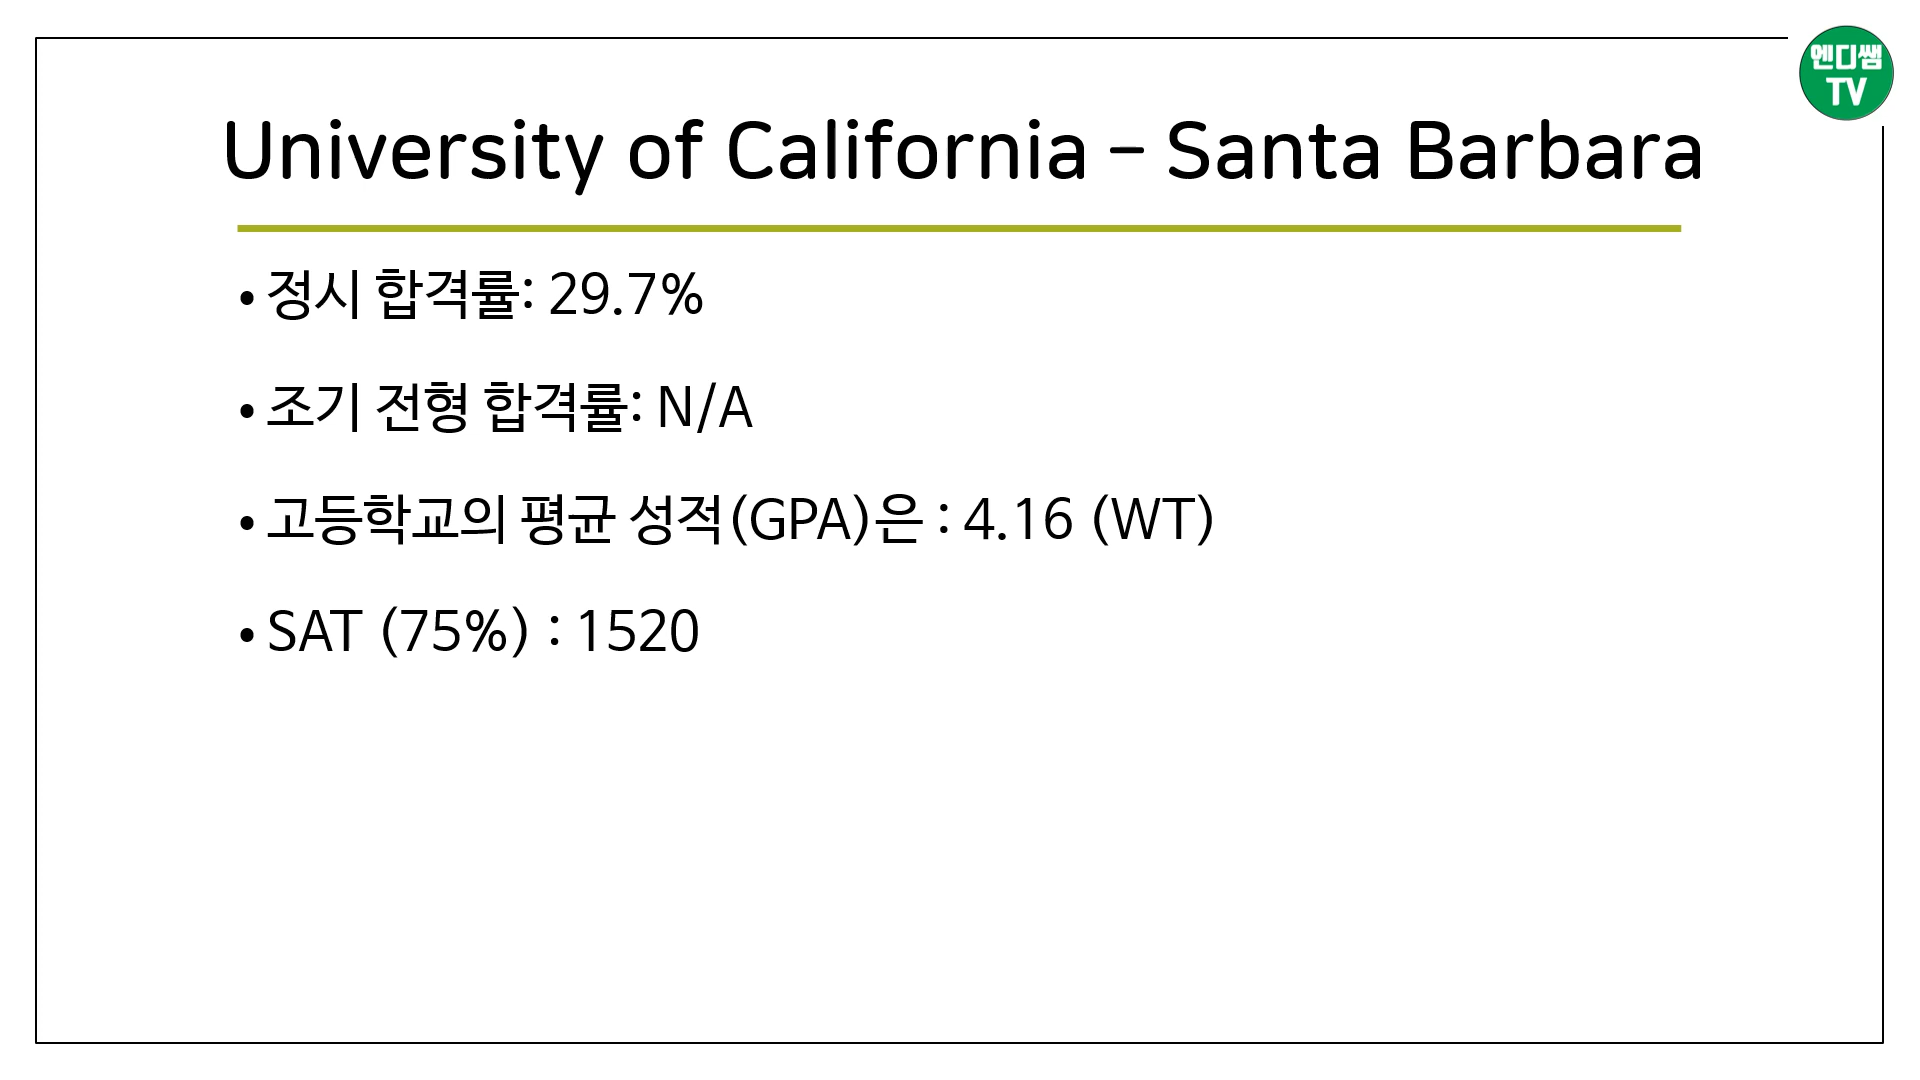 엔디쌤
TV
University of California – Santa Barbara
• 정시 합격률: 29.7%
• 조기 전형 합격률: N/A
• 고등학교의 평균 성적(GPA)은 : 4.16 (WT)
• SAT (75%) : 1520